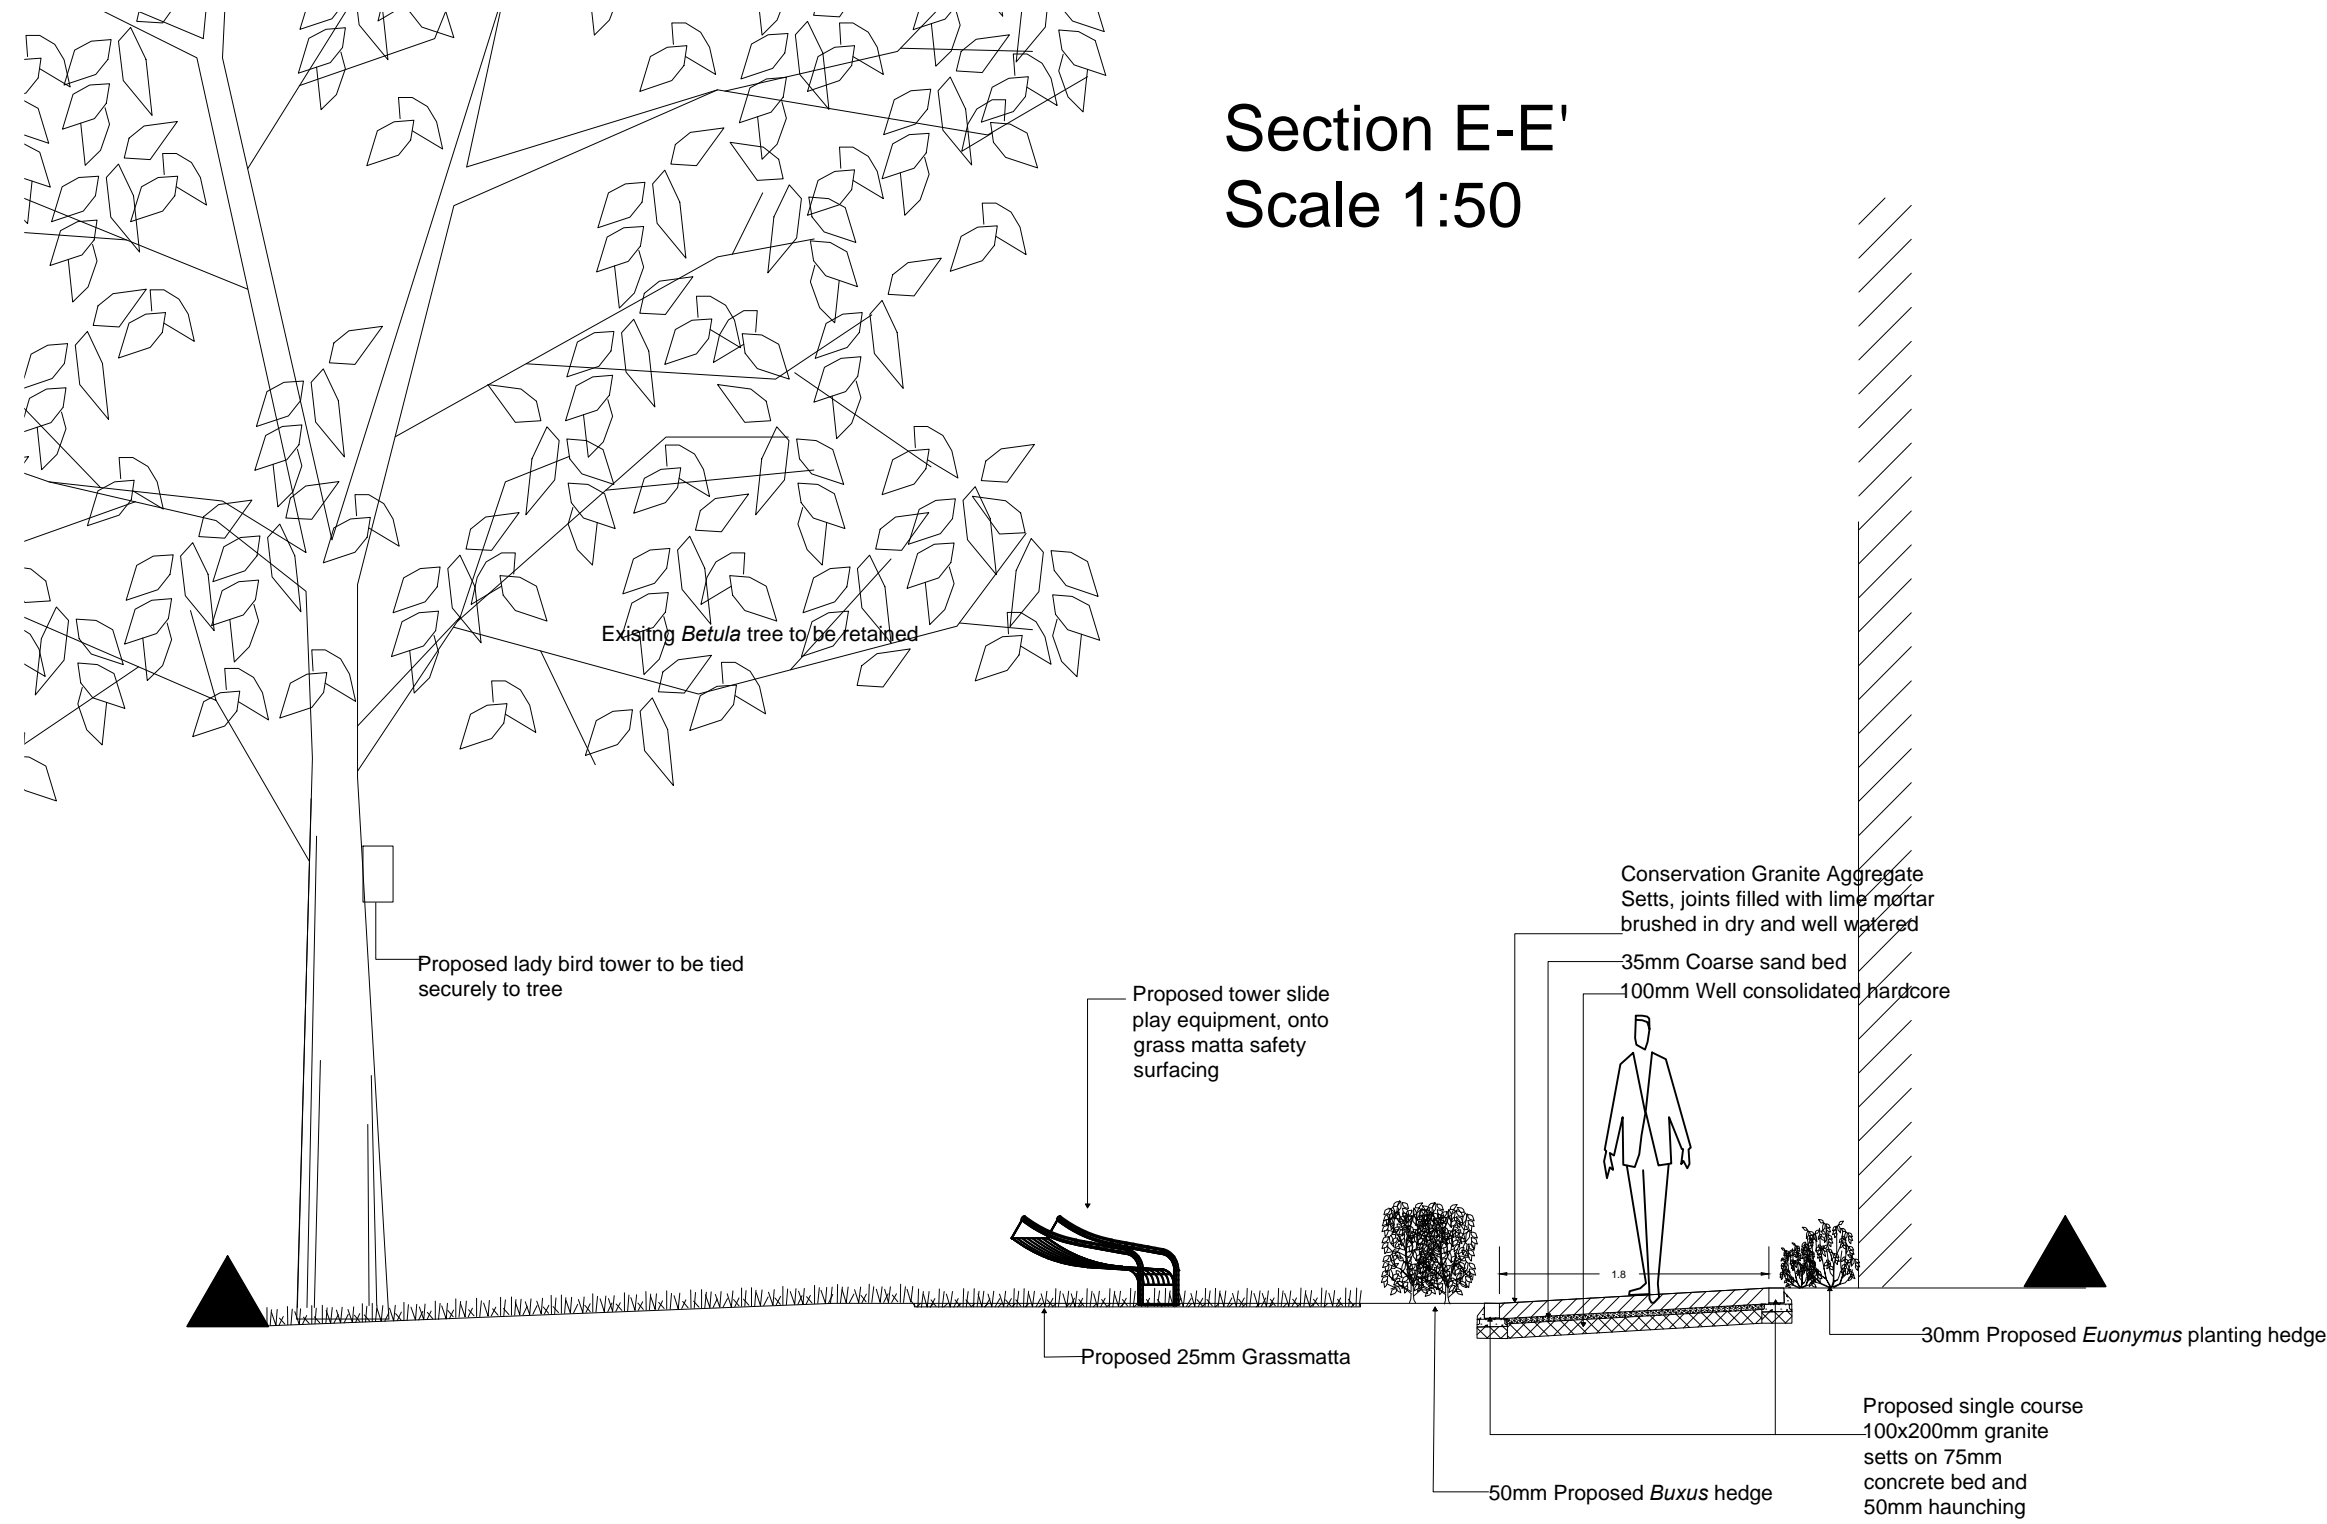 Section E-E'
Scale 1:50
Exisitng Betula tree to be retained
Conservation Granite Aggregate
Setts, joints filled with lime mortar
brushed in dry and well watered
35mm Coarse sand bed
100mm Well consolidated hardcore
Proposed lady bird tower to be tied
securely to tree
Proposed tower slide
play equipment, onto
grass matta safety
surfacing
1.8
30mm Proposed Euonymus planting hedge
Proposed 25mm Grassmatta
Proposed single course
100x200mm granite
setts on 75mm
concrete bed and
50mm haunching
50mm Proposed Buxus hedge